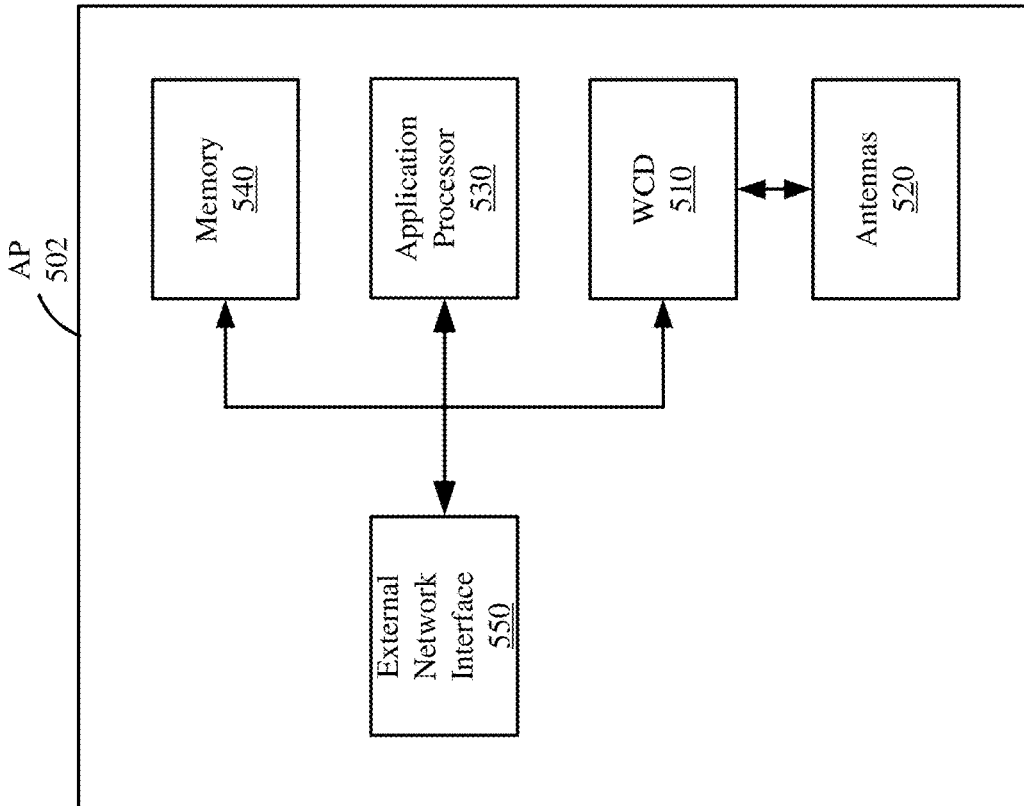 AP
502
Memory
540
Application
Processor
530
WCD
510
Antennas
520
External
Network
Interface
550